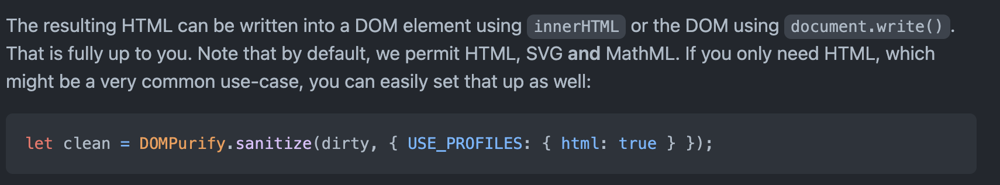 The resulting HTML can be written into a DOM element using innerHTML or the DOM using document.write().
That is fully up to you. Note that by default, we permit HTML, SVG and MathML. If you only need HTML, which
might be a very common use-case, you can easily set that up as well:
let clean = DOMPurify.sanitize(dirty, { USE_PROFILES: { html: true } });